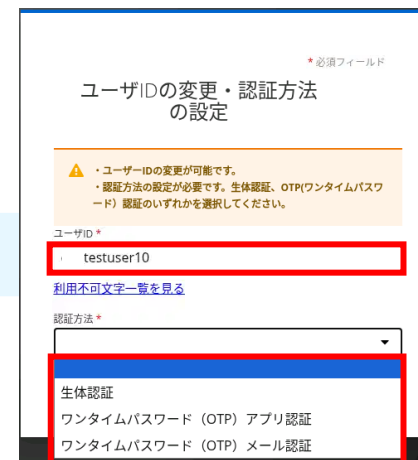 * 必須フィールド
ユーザIDの変更・認証方法
の設定
・ユーザーIDの変更が可能です。
・認証方法の設定が必要です。生体認証、OTP(ワンタイムパスワ
ード）認証のいずれかを選択してください。
ユーザID *
testuser10
利用不可文字一覧を見る
認証方法 *
生体認証
ワンタイムパスワード（OTP）アプリ認証
ワンタイムパスワード（OTP）メール認証